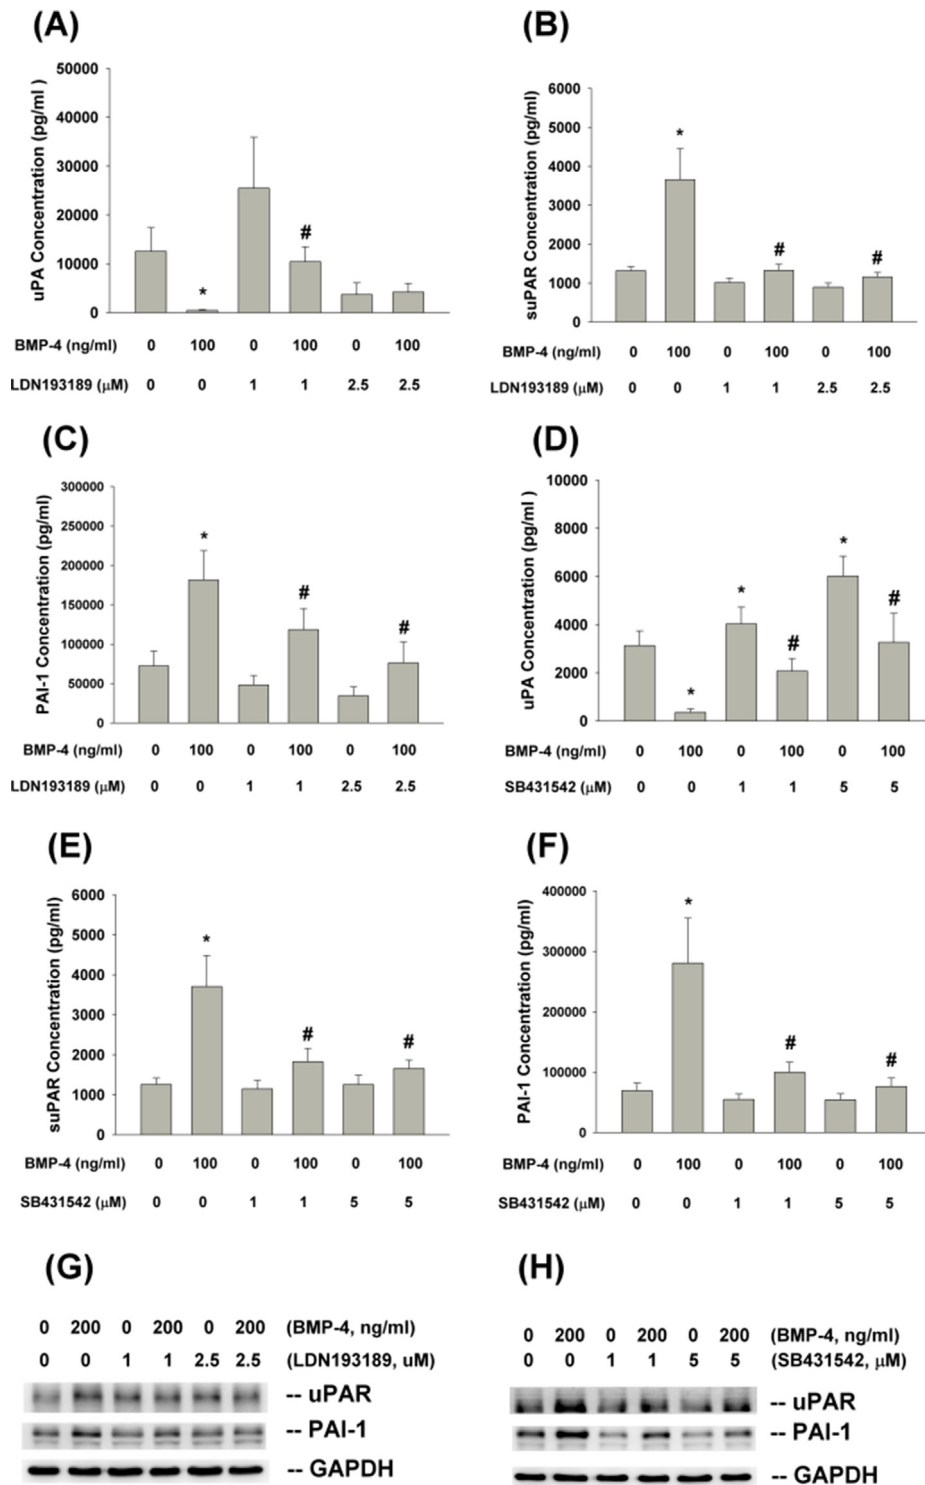 (A)
uPA Concentration (pg/ml )
50000
40000
30000
20000
10000
0
*
#
BMP-4 (ng/ml) 0 100 0 100 0 100
LDN193189 (μM) 0 0 1 1 2.5 2.5
(B)
suPAR Concentration (pg/ml)
6000
5000
4000
3000
2000
1000
0
*
#
#
BMP-4 (ng/ml) 0 100 0 100 0 100
LDN193189 (μM) 0 0 1 1 2.5 2.5
(C)
PAI-1 Concentration (pg/ml)
300000
250000
200000
150000
100000
50000
0
*
#
#
BMP-4 (ng/ml) 0 100 0 100 0 100
LDN193189 (μM) 0 0 1 1 2.5 2.5
(D)
uPA Concentration (pg/ml )
10000
8000
6000
4000
2000
0
*
*
#
*
#
BMP-4 (ng/ml) 0 100 0 100 0 100
SB431542 (μM) 0 0 1 1 5 5
(E)
suPAR Concentration (pg/ml)
6000
5000
4000
3000
2000
1000
0
*
#
#
BMP-4 (ng/ml) 0 100 0 100 0 100
SB431542 (μM) 0 0 1 1 5 5
(F)
PAI-1 Concentration (pg/ml)
400000
300000
200000
100000
0
*
#
#
BMP-4 (ng/ml) 0 100 0 100 0 100
SB431542 (μM) 0 0 1 1 5 5
(G)
0 200 0 200 0 200 (BMP-4, ng/ml)
0 0 1 1 2.5 2.5 (LDN193189, uM)
-- uPAR
-- PAI-1
-- GAPDH
(H)
0 200 0 200 0 200 (BMP-4, ng/ml)
0 0 1 1 5 5 (SB431542, μM)
-- uPAR
-- PAI-1
-- GAPDH